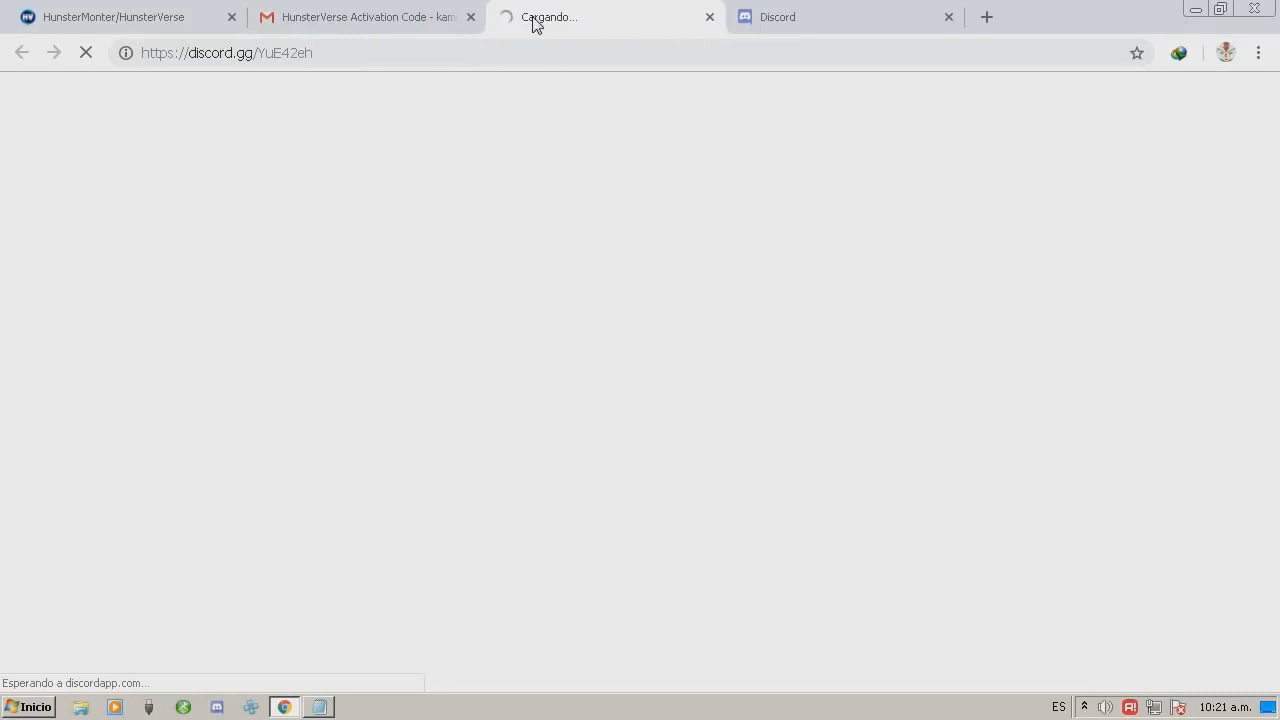 HunsterMonter/HunsterVerse
HunsterVerse Activation Code - kam
Cargando...
Discord
https://discord.gg/YuE42eh
Esperando a discordapp.com...
Inicio
ES
10:21 a.m.